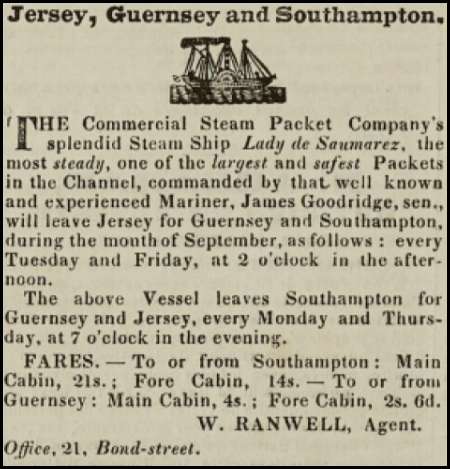 Jersey, Guernsey and Southampton.
THE Commercial Steam Packet Company's
splendid Steam Ship Lady de Saumarez, the
most steady, one of the largest and safest Packets
in the Channel, commanded by that well known
and experienced Mariner, James Goodridge, sen.,
will leave Jersey for Guernsey and Southampton,
during the month of September, as follows : every
Tuesday and Friday, at 2 o'clock in the after-
noon.
The above Vessel leaves Southampton for
Guernsey and Jersey, every Monday and Thurs-
day, at 7 o'clock in the evening.
FARES. — To or from Southampton : Main
Cabin, 21s. ; Fore Cabin, 14s. — To or from
Guernsey : Main Cabin, 4s. ; Fore Cabin, 2s. 6d.
W. RANWELL, Agent.
Office, 21, Bond-street.